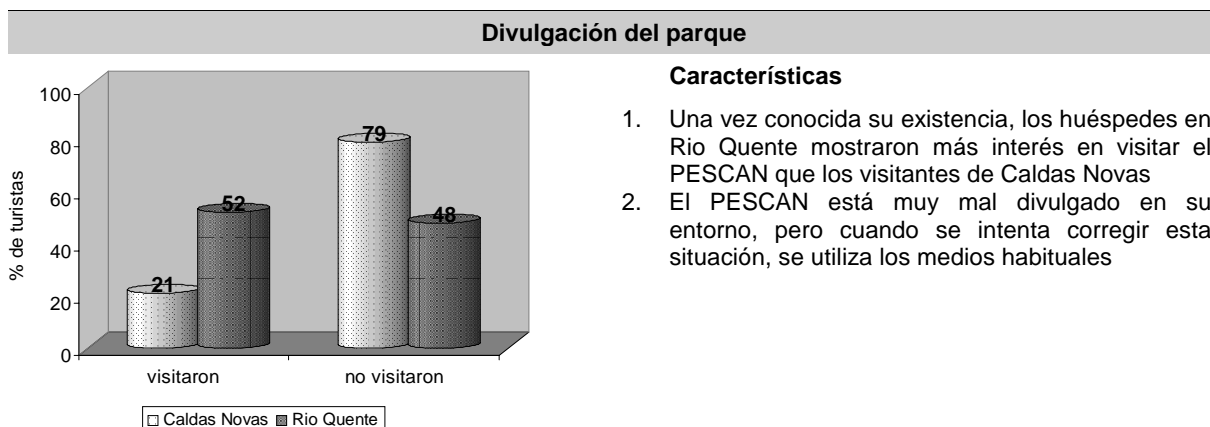 Divulgación del parque
100
80
60
40
20
0
% de turistas
21
52
79
48
visitaron
no visitaron
Caldas Novas
Rio Quente
Características
1. Una vez conocida su existencia, los huéspedes en
Rio Quente mostraron más interés en visitar el
PESCAN que los visitantes de Caldas Novas
2. El PESCAN está muy mal divulgado en su
entorno, pero cuando se intenta corregir esta
situación, se utiliza los medios habituales